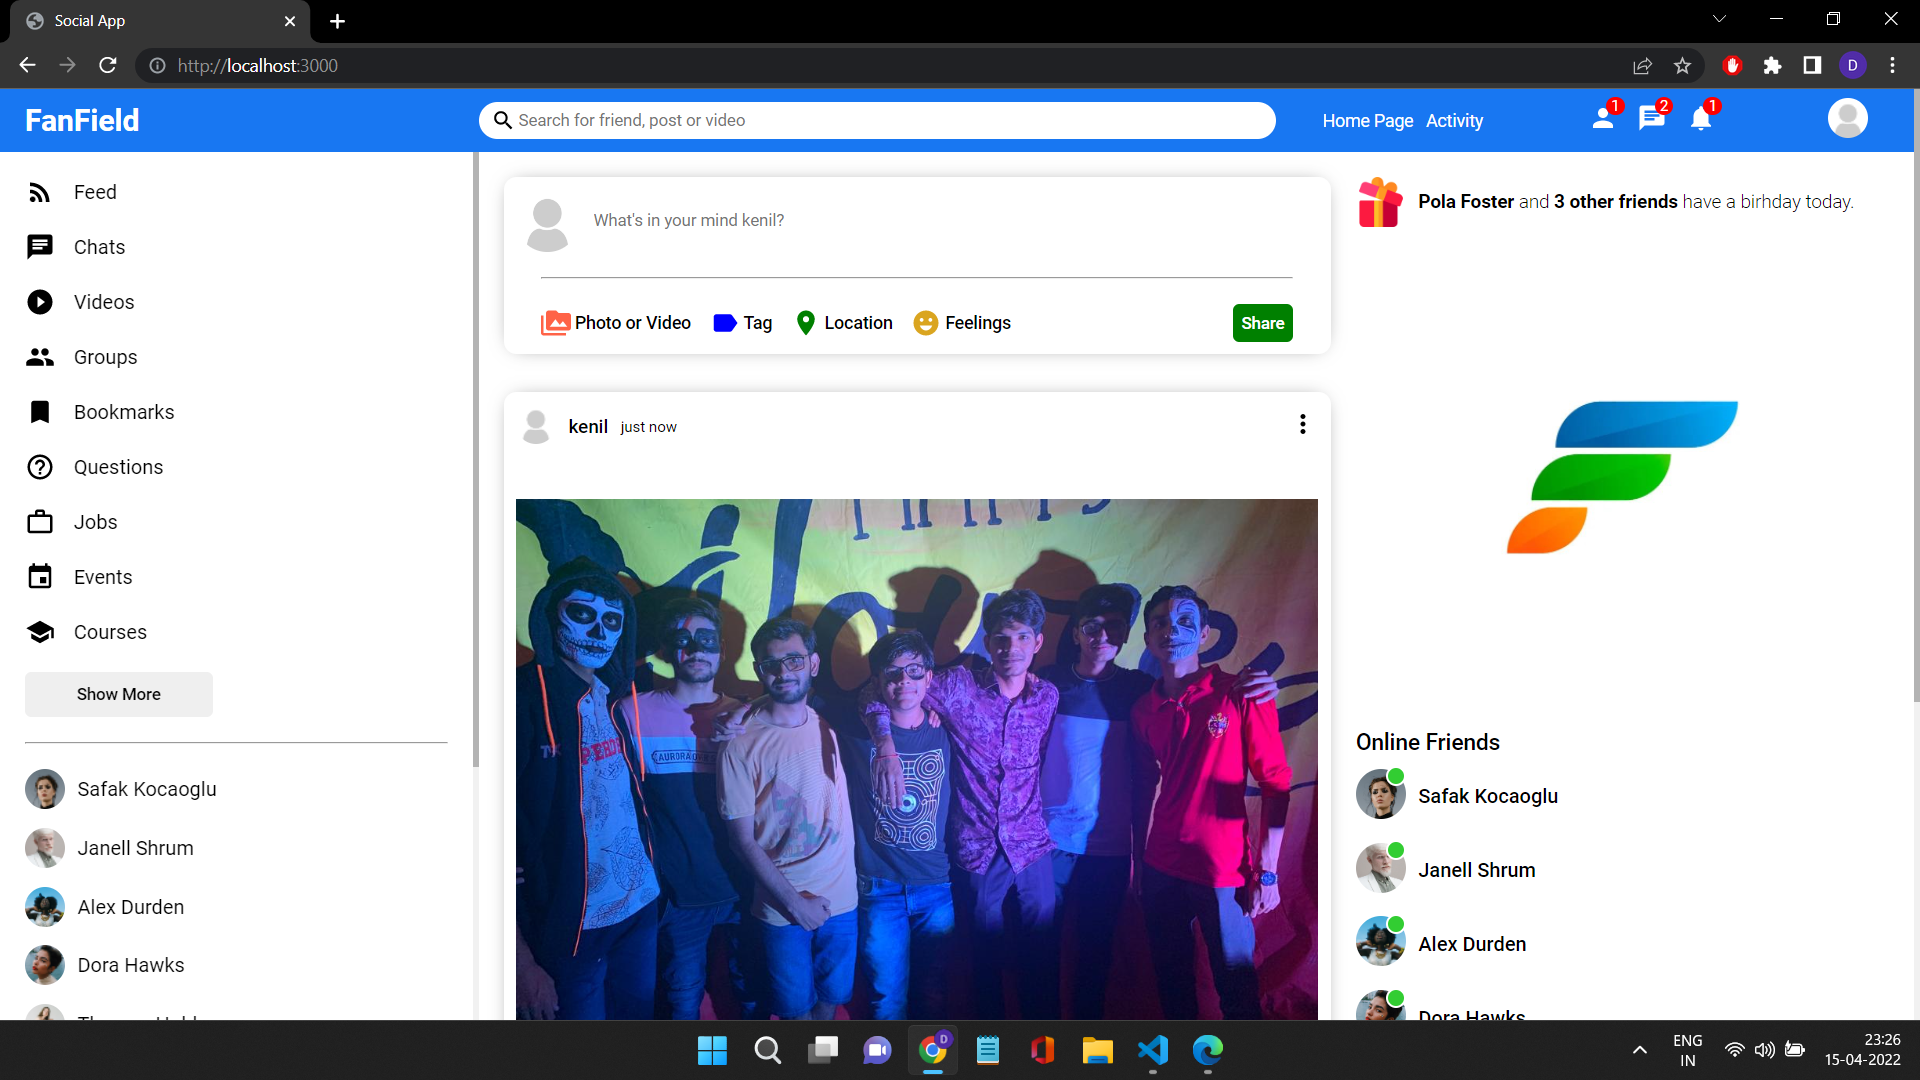 Social App
http://localhost:3000
D
FanField
Search for friend, post or video
Home Page Activity
1
2
1
Feed
Chats
Videos
Groups
Bookmarks
Questions
Jobs
Events
Courses
Show More
Safak Kocaoglu
Janell Shrum
Alex Durden
Dora Hawks
What's in your mind kenil?
Photo or Video
Tag
Location
Feelings
Share
kenil just now
AURORA
Pola Foster and 3 other friends have a birhday today.
Online Friends
Safak Kocaoglu
Janell Shrum
Alex Durden
Dora Hawks
D
ENG
IN
23:26
15-04-2022